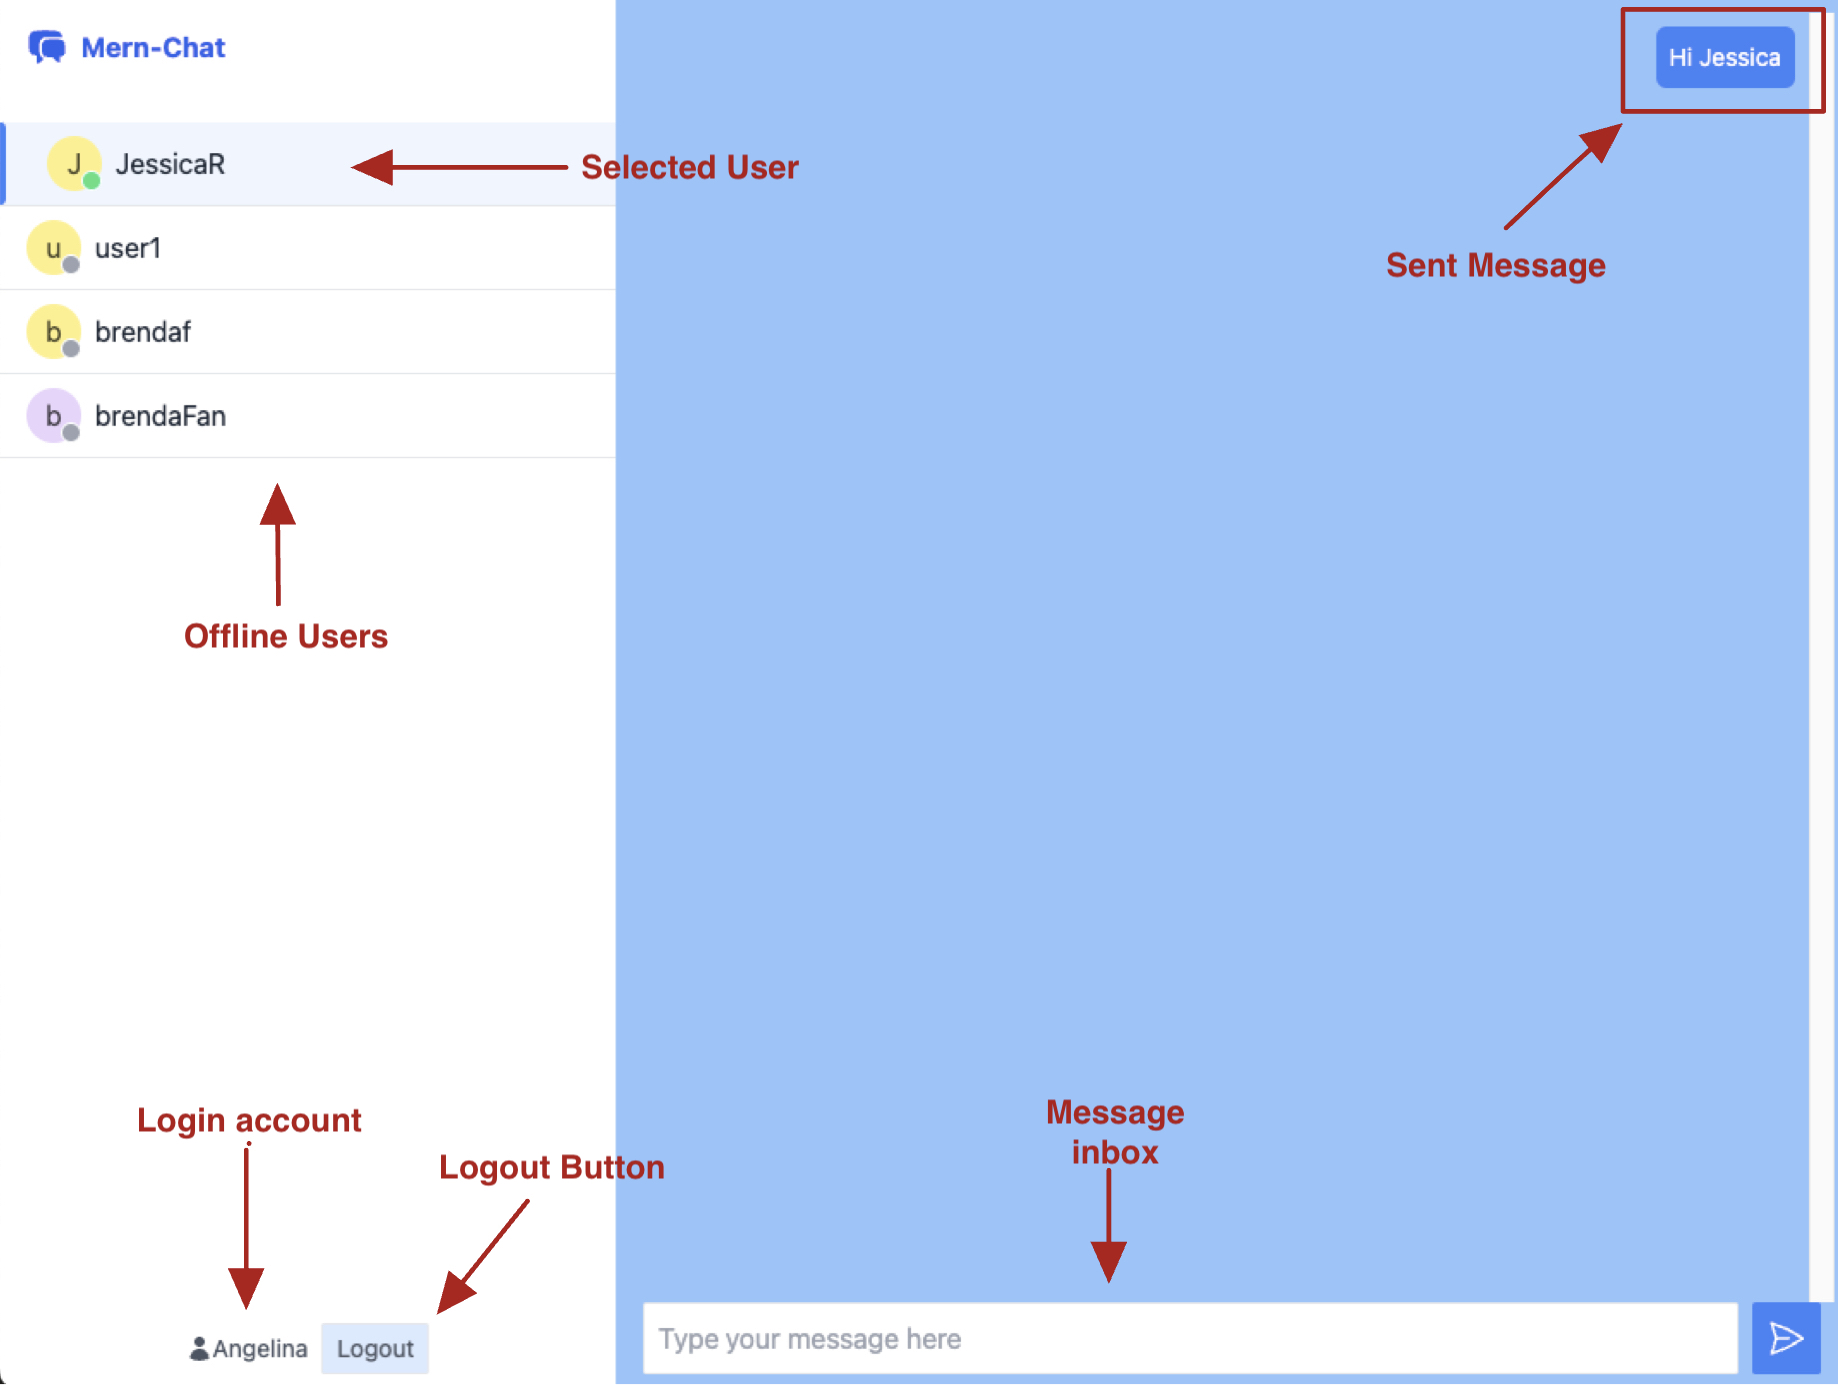 Mern-Chat
Hi Jessica
J JessicaR
Selected User
u user1
Sent Message
b brendaf
b brendaFan
Offline Users
Login account
Message
inbox
Logout Button
Type your message here
Angelina Logout